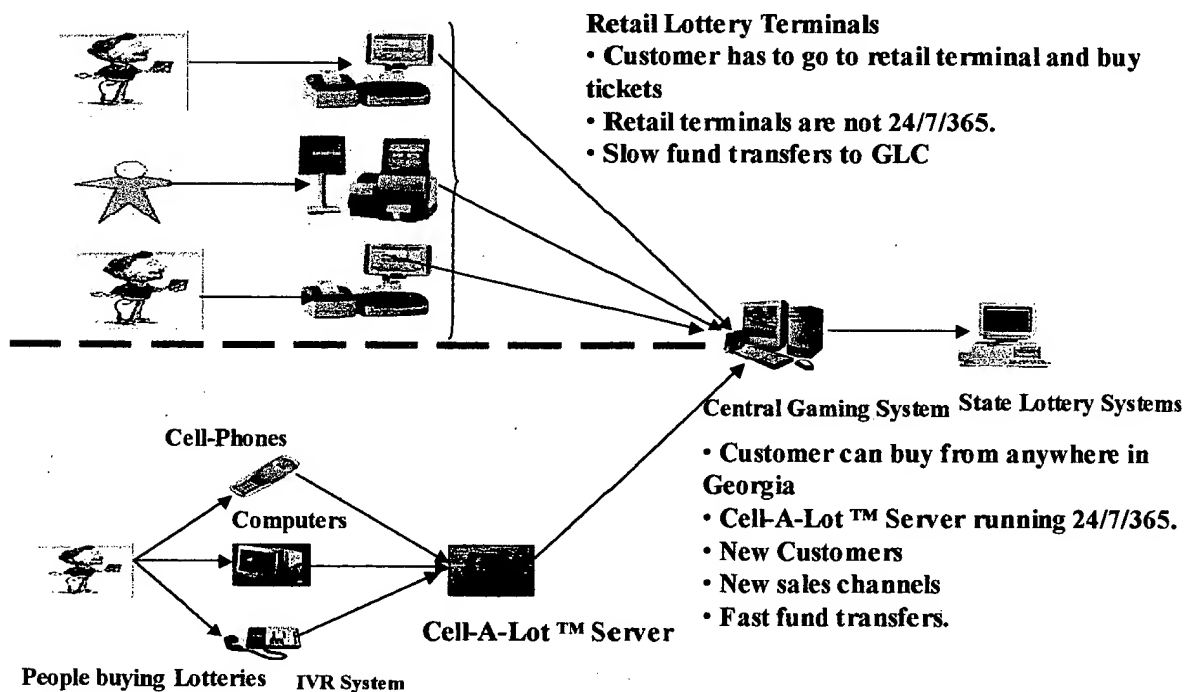 Retail Lottery Terminals
• Customer has to go to retail terminal and buy
tickets
• Retail terminals are not 24/7/365.
• Slow fund transfers to GLC
Central Gaming System
State Lottery Systems
Cell-Phones
Computers
Cell-A-Lot ™ Server
People buying Lotteries
IVR System
• Customer can buy from anywhere in
Georgia
• Cell-A-Lot ™ Server running 24/7/365.
• New Customers
• New sales channels
• Fast fund transfers.